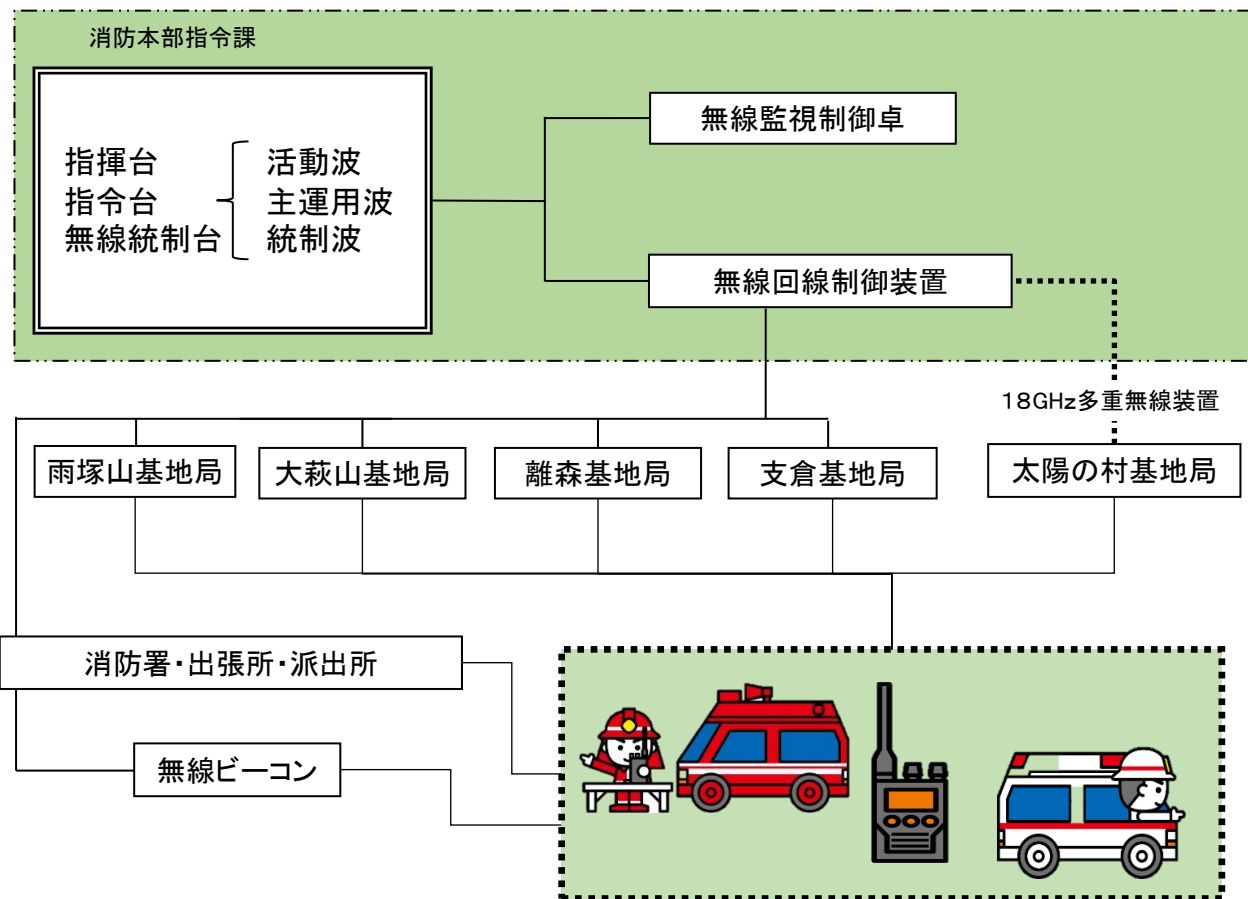 消防本部指令課
指揮台
指令台
無線統制台
活動波
主運用波
統制波
無線監視制御卓
無線回線制御装置
18GHz多重無線装置
雨塚山基地局
大萩山基地局
離森基地局
支倉基地局
太陽の村基地局
消防署・出張所・派出所
無線ビーコン